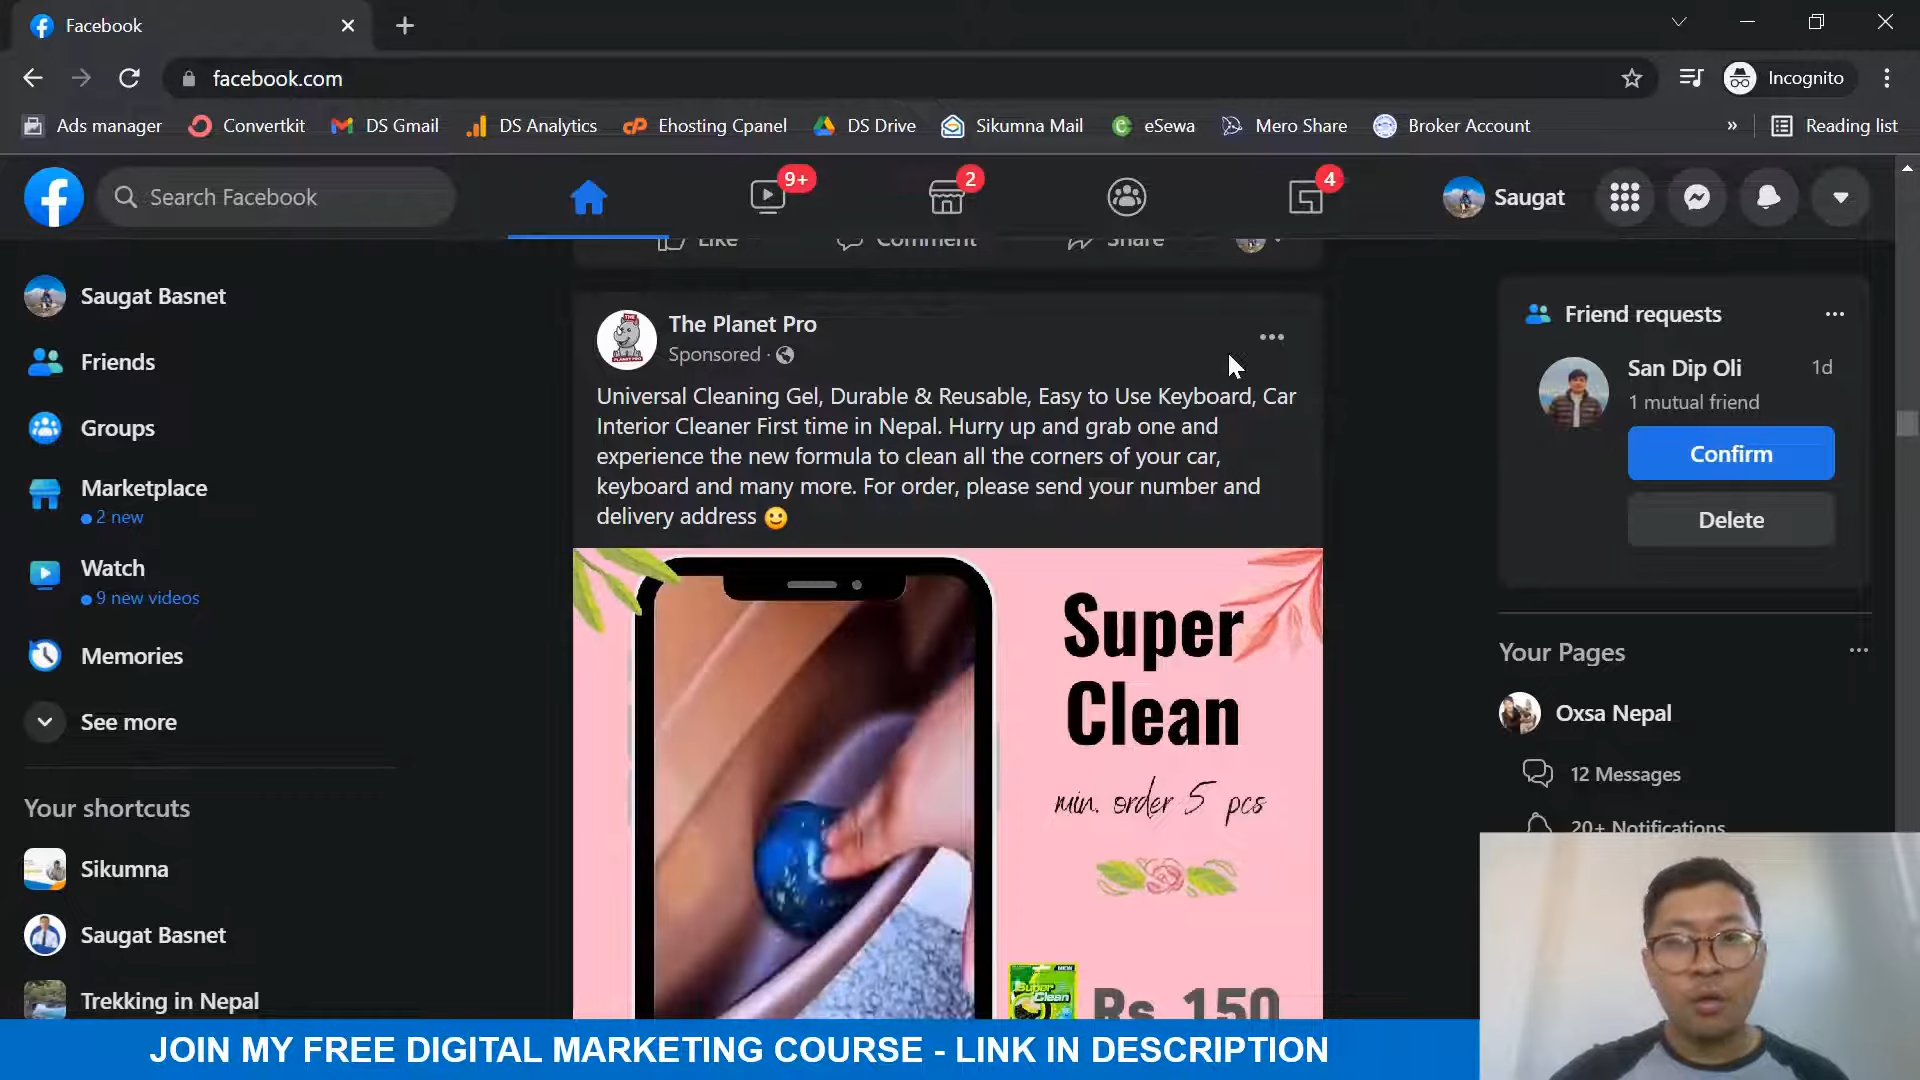 Facebook
facebook.com
Incognito
Ads manager
Convertkit
DS Gmail
DS Analytics
Ehosting Cpanel
DS Drive
Sikumna Mail
eSewa
Mero Share
Broker Account
»
Reading list
Search Facebook
9+
2
4
Saugat
Like
Comment
Share
Saugat Basnet
Friends
Groups
Marketplace
2 new
Watch
9 new videos
Memories
See more
Your shortcuts
Sikumna
Saugat Basnet
Trekking in Nepal
The Planet Pro
Sponsored ·
Universal Cleaning Gel, Durable & Reusable, Easy to Use Keyboard, Car
Interior Cleaner First time in Nepal. Hurry up and grab one and
experience the new formula to clean all the corners of your car,
keyboard and many more. For order, please send your number and
delivery address 🙂
Super
Clean
min. order 5 pcs
Super
Clean
Rs. 150
Friend requests
San Dip Oli
1d
1 mutual friend
Confirm
Delete
Your Pages
Oxsa Nepal
12 Messages
20+ Notifications
JOIN MY FREE DIGITAL MARKETING COURSE - LINK IN DESCRIPTION